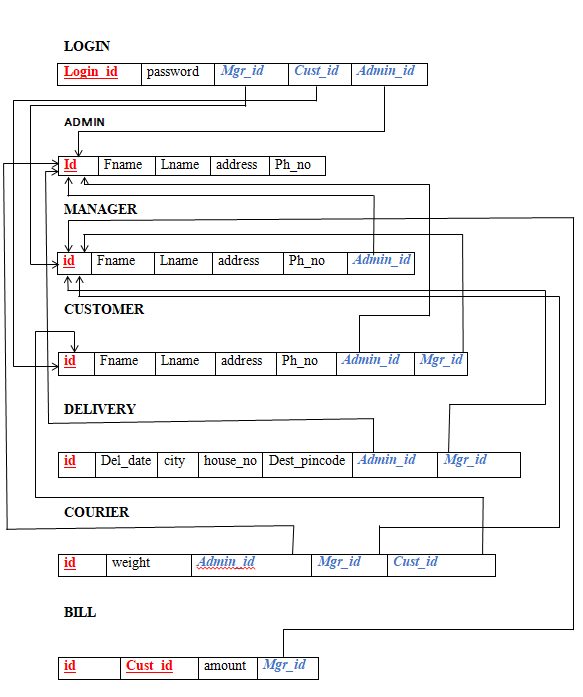 LOGIN
Login_id password Mgr_id Cust_id Admin_id
ADMIN
Id Fname Lname address Ph_no
MANAGER
id Fname Lname address Ph_no Admin_id
CUSTOMER
id Fname Lname address Ph_no Admin_id Mgr_id
DELIVERY
id Del_date city house_no Dest_pincode Admin_id Mgr_id
COURIER
id weight Admin_id Mgr_id Cust_id
BILL
id Cust_id amount Mgr_id